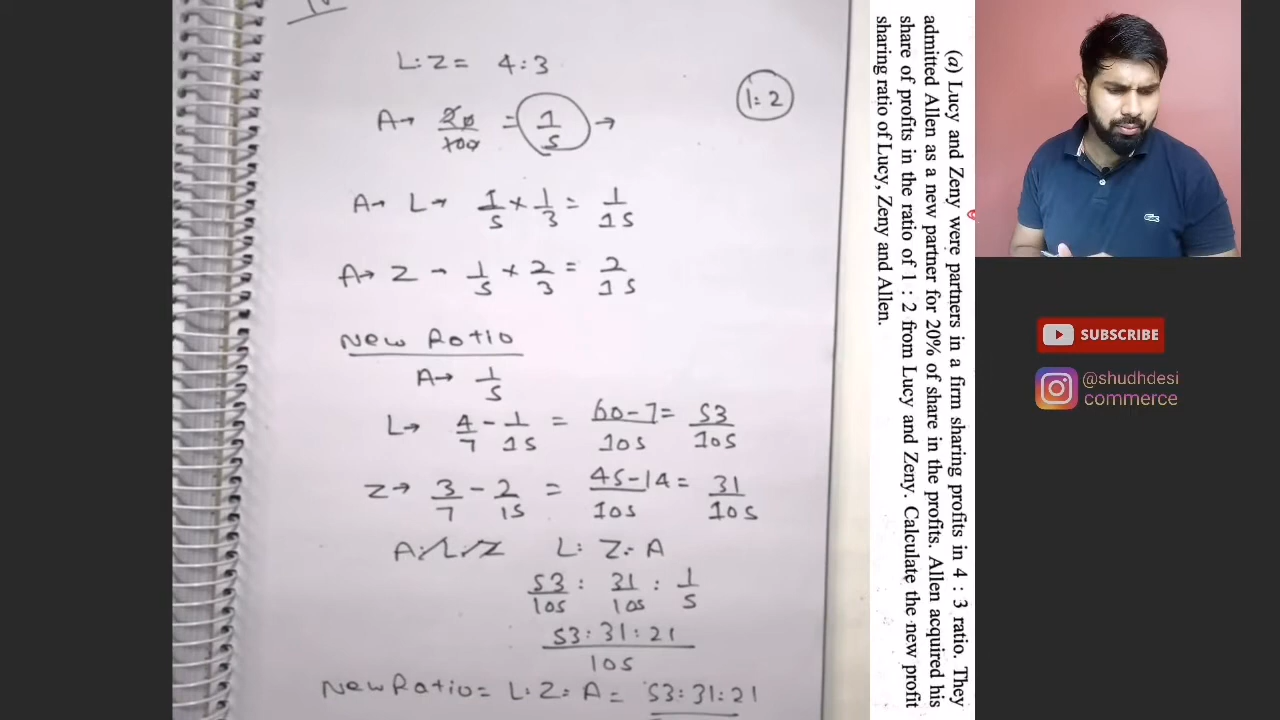 L:Z = 4:3
1:2
A→ 20/100 = 1/5 →
A→ L→ 1/5 × 1/3 = 1/15
A→ Z → 1/5 × 2/3 = 2/15
New Ratio
A→ 1/5
L→ 4/7 - 1/15 = 60-7/105 = 53/105
Z→ 3/7 - 2/15 = 45-14/105 = 31/105
A:L:Z L: Z: A
53/105 : 31/105 : 1/5
53:31:21/105
New Ratio = L:Z:A = 53:31:21
(a) Lucy and Zeny were partners in a firm sharing profits in 4 : 3 ratio. They
admitted Allen as a new partner for 20% of share in the profits. Allen acquired his
share of profits in the ratio of 1 : 2 from Lucy and Zeny. Calculate the new profit
sharing ratio of Lucy, Zeny and Allen.
SUBSCRIBE
@shudhdesi
commerce